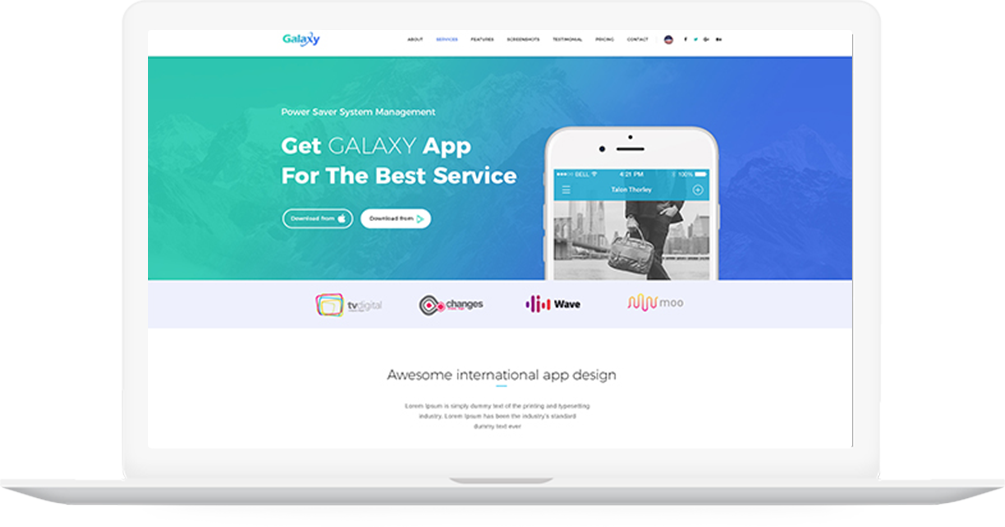 Galaxy
ABOUT SERVICES FEATURES SCREENSHOTS TESTIMONIAL PRICING CONTACT
Power Saver System Management
Get GALAXY App
For The Best Service
Download from Download from
BELL 4:21 PM 100%
Talon Thorley
tvdigital
changes
Wave
moo
Awesome international app design
Lorem Ipsum is simply dummy text of the printing and typesetting
industry. Lorem Ipsum has been the industry's standard
dummy text ever